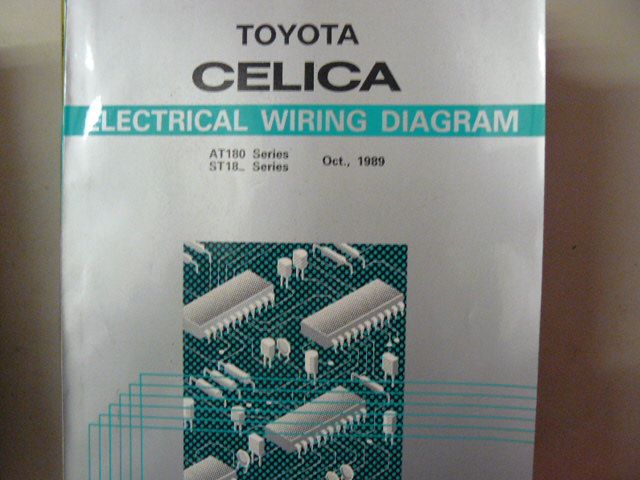 TOYOTA
CELICA
ELECTRICAL WIRING DIAGRAM
AT180 Series
ST18_ Series
Oct., 1989